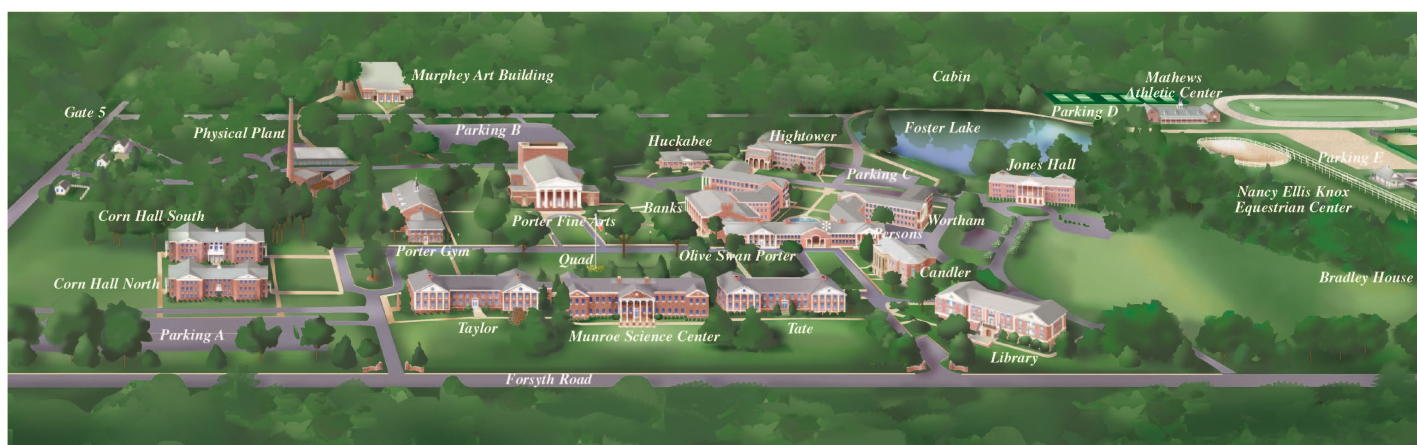 Murphey Art Building
Cabin
Mathews
Athletic Center
Gate 5
Parking D
Physical Plant
Parking B
Huckabee
Hightower
Foster Lake
Jones Hall
Parking E
Parking C
Nancy Ellis Knox
Equestrian Center
Corn Hall South
Porter Fine Arts
Banks
Wortham
Persons
Porter Gym
Quad
Olive Swan Porter
Candler
Bradley House
Corn Hall North
Taylor
Munroe Science Center
Tate
Parking A
Library
Forsyth Road